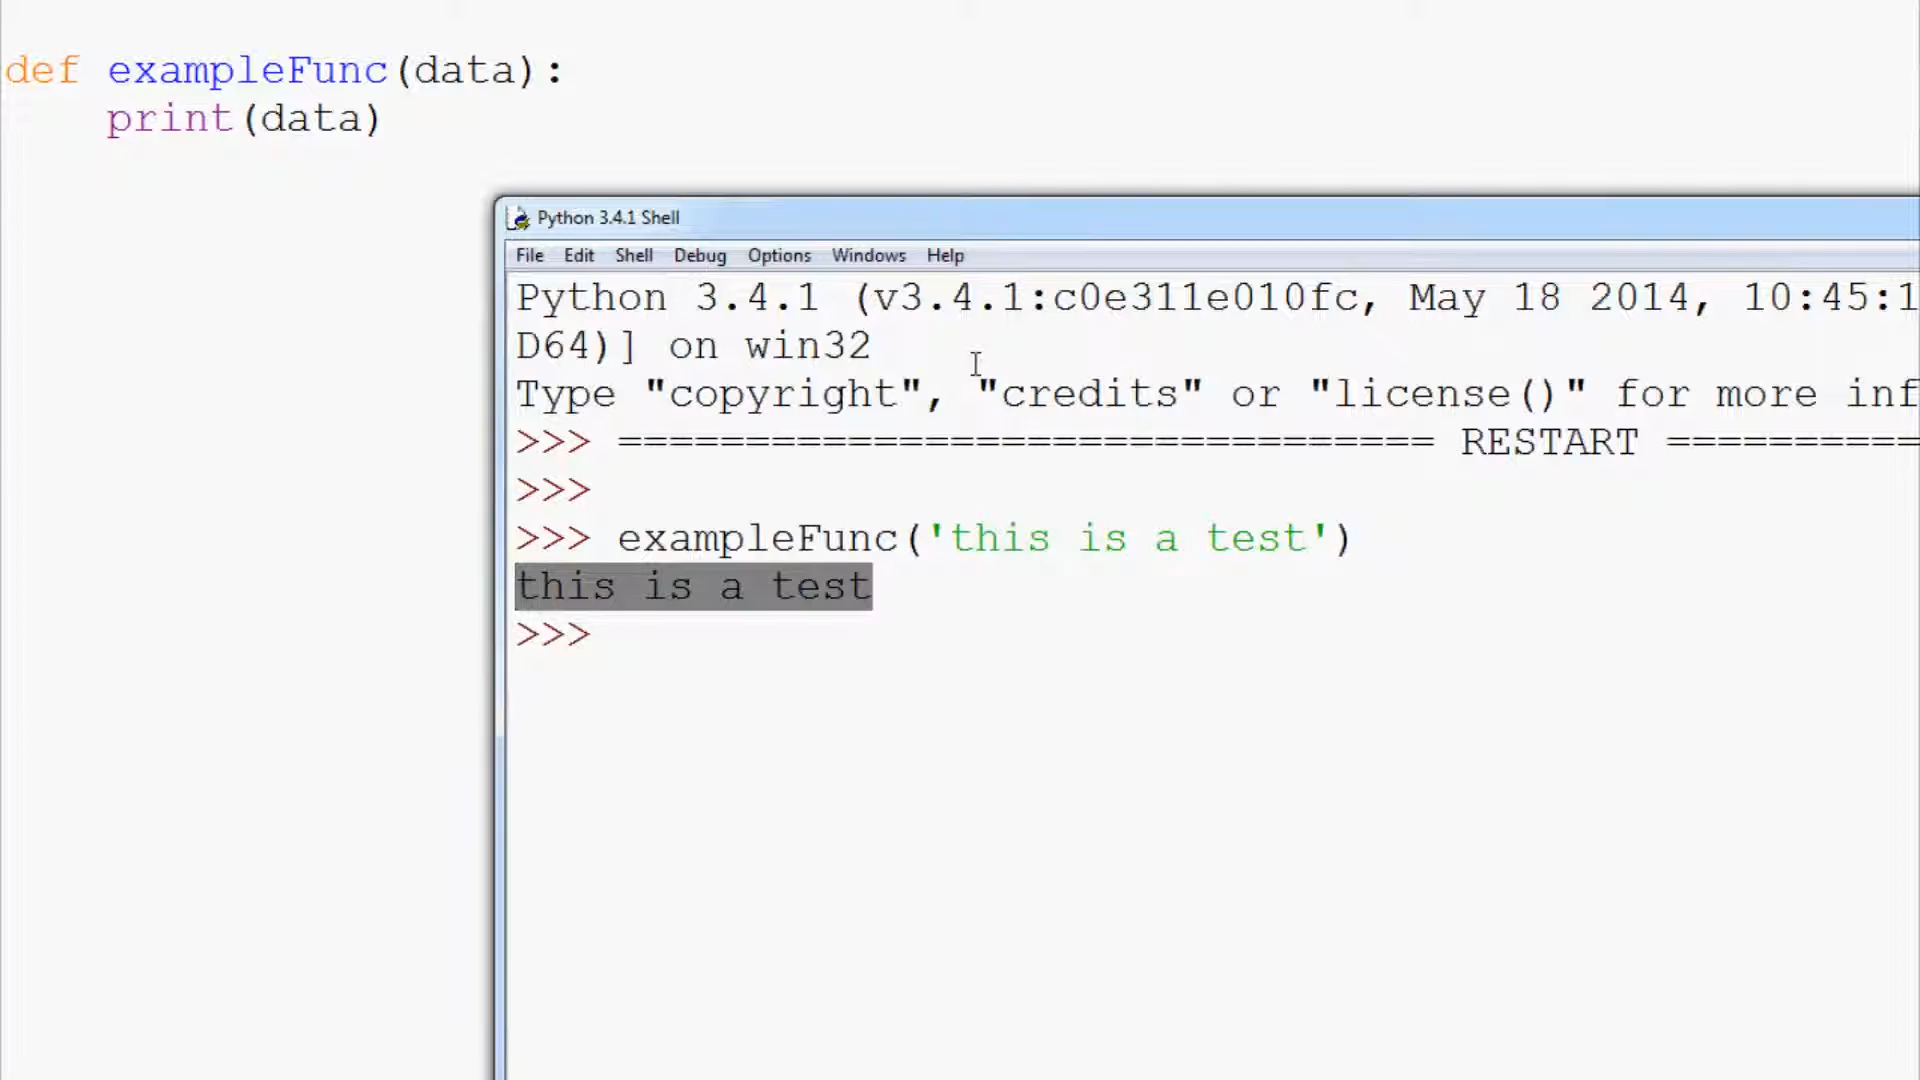 def exampleFunc(data):
    print(data)
Python 3.4.1 Shell
File Edit Shell Debug Options Windows Help
Python 3.4.1 (v3.4.1:c0e311e010fc, May 18 2014, 10:45:1
D64)] on win32
Type "copyright", "credits" or "license()" for more inf
>>> ================================ RESTART ==========
>>>
>>> exampleFunc('this is a test')
this is a test
>>>